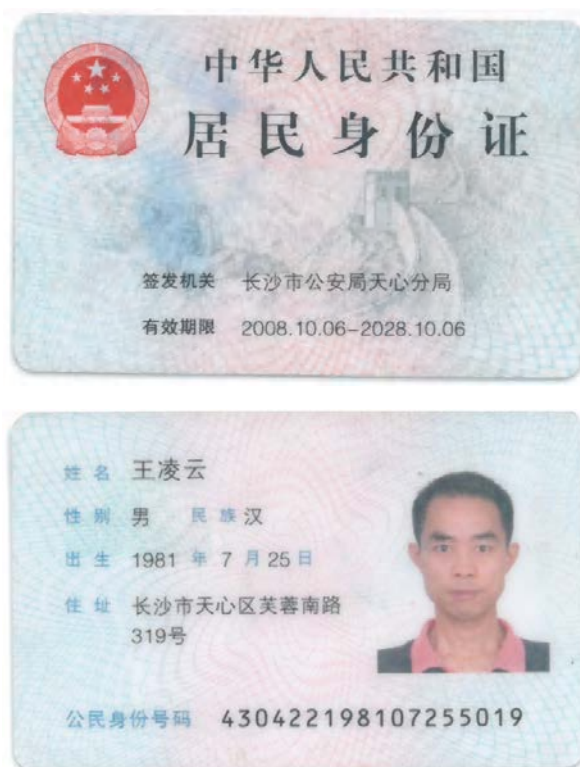 中华人民共和国
居民身份证
签发机关 长沙市公安局天心分局
有效期限 2008.10.06-2028.10.06
姓名 王凌云
性别 男 民族 汉
出生 1981 年 7 月 25 日
住址 长沙市天心区芙蓉南路
319号
公民身份号码 430422198107255019